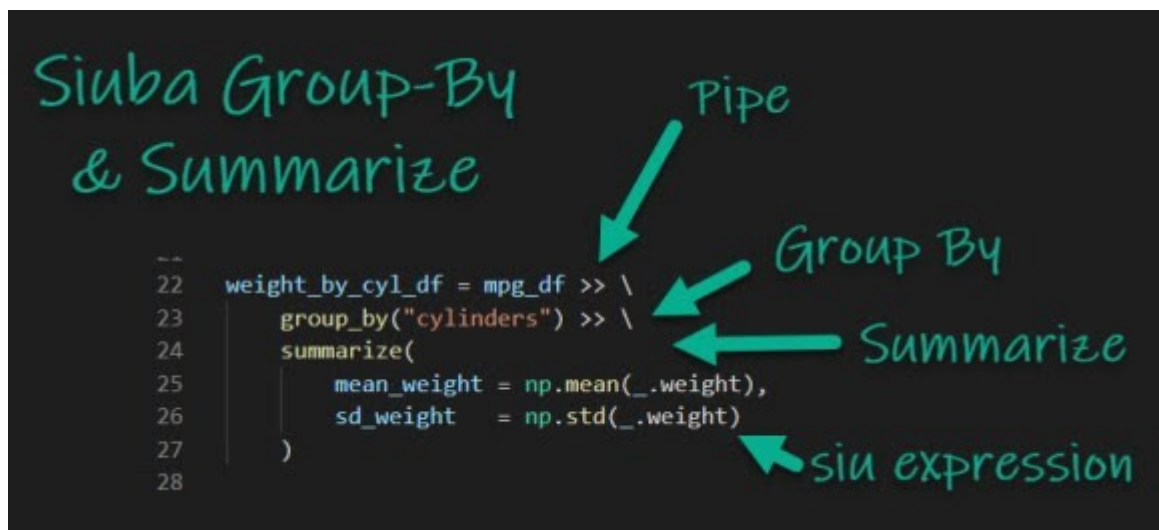 Siuba Group-By
& Summarize
Pipe
Group By
Summarize
siu expression
22 weight_by_cyl_df = mpg_df >> \
23     group_by("cylinders") >> \
24     summarize(
25         mean_weight = np.mean(_.weight),
26         sd_weight   = np.std(_.weight)
27     )
28